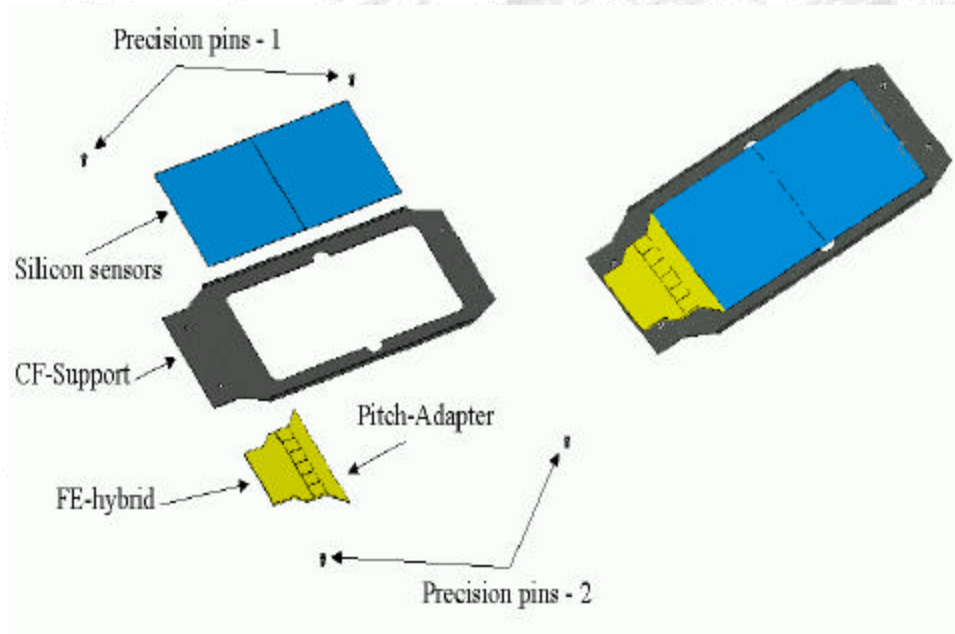 Precision pins - 1
Silicon sensors
CF-Support
Pitch-Adapter
FE-hybrid
Precision pins - 2